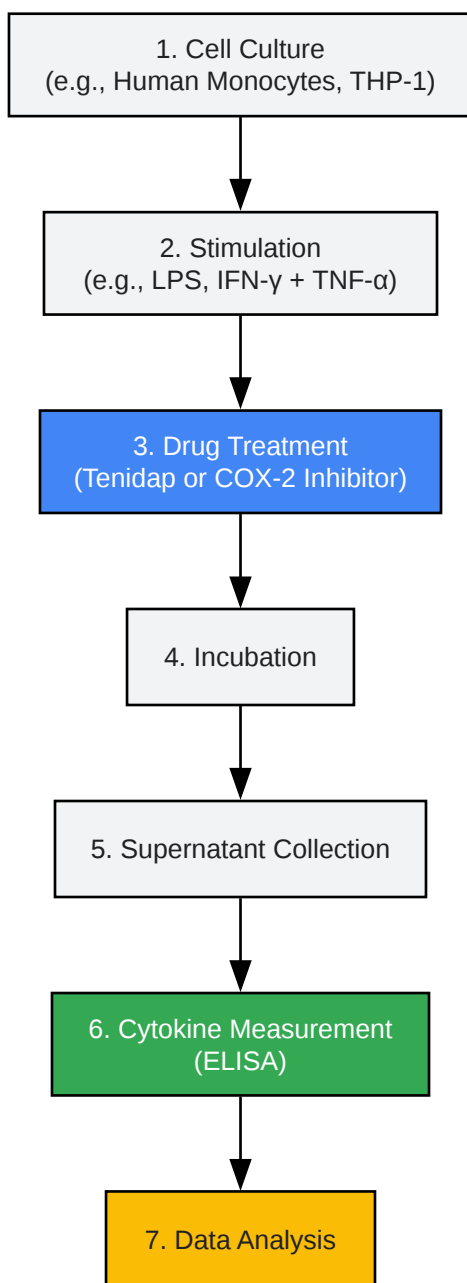 1. Cell Culture
(e.g., Human Monocytes, THP-1)
2. Stimulation
(e.g., LPS, IFN-γ + TNF-α)
3. Drug Treatment
(Tenidap or COX-2 Inhibitor)
4. Incubation
5. Supernatant Collection
6. Cytokine Measurement
(ELISA)
7. Data Analysis